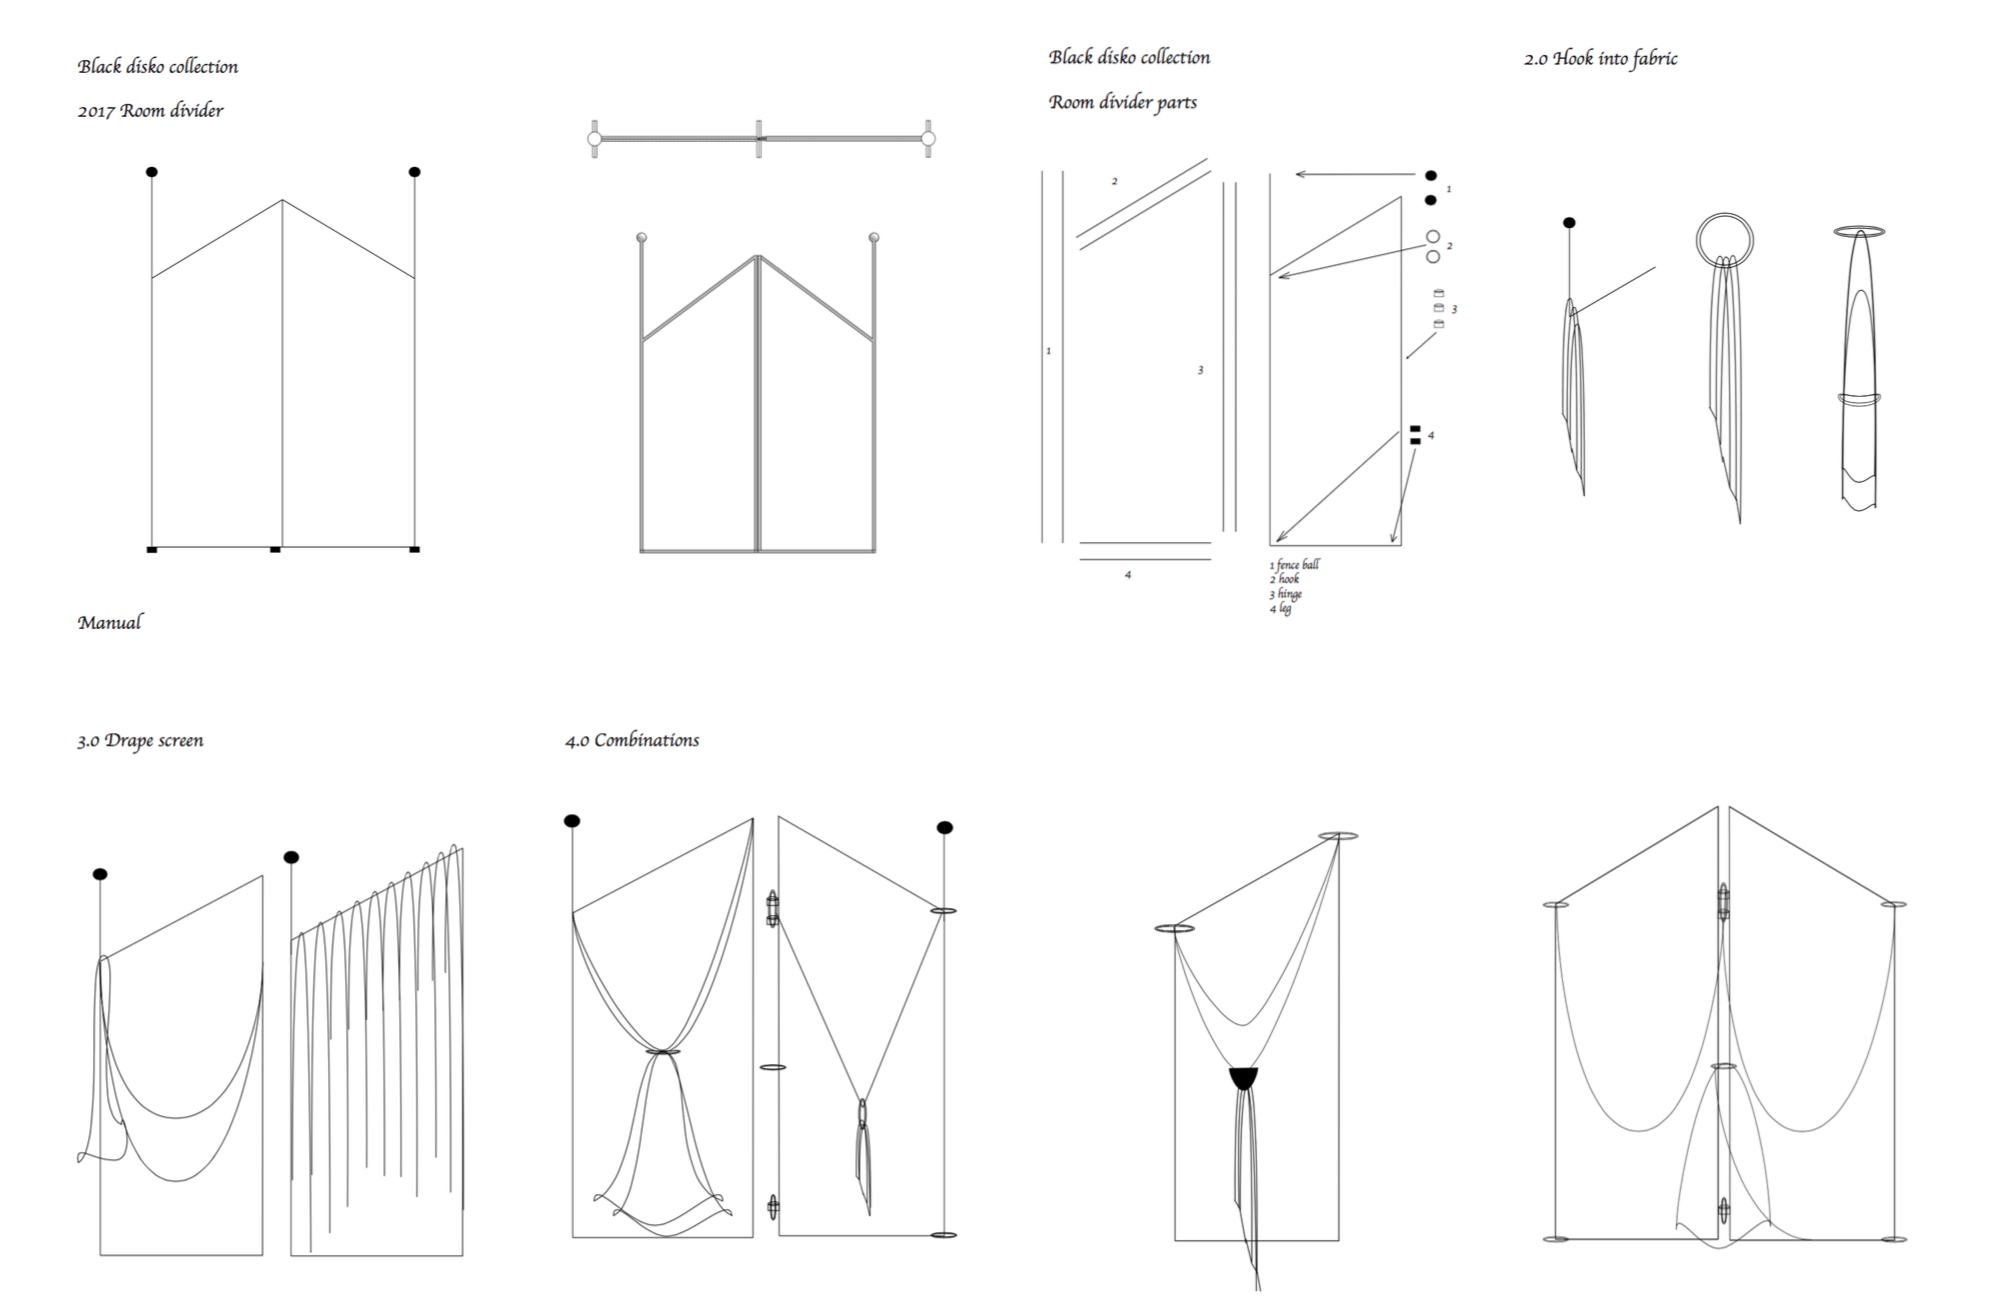 Black disko collection
2017 Room divider
Black disko collection
Room divider parts
1
2
3
4
1
2
3
4
1 fence ball
2 hook
3 hinge
4 leg
2.0 Hook into fabric
Manual
3.0 Drape screen
4.0 Combinations